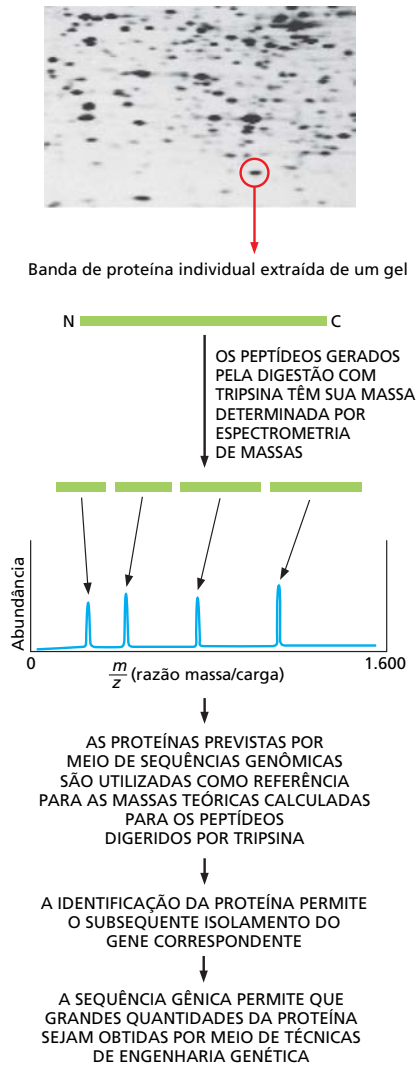 Banda de proteína individual extraída de um gel
N C
OS PEPTÍDEOS GERADOS
PELA DIGESTÃO COM
TRIPSINA TÊM SUA MASSA
DETERMINADA POR
ESPECTROMETRIA
DE MASSAS
Abundância
0 m/z (razão massa/carga) 1.600
AS PROTEÍNAS PREVISTAS POR
MEIO DE SEQUÊNCIAS GENÔMICAS
SÃO UTILIZADAS COMO REFERÊNCIA
PARA AS MASSAS TEÓRICAS CALCULADAS
PARA OS PEPTÍDEOS
DIGERIDOS POR TRIPSINA
A IDENTIFICAÇÃO DA PROTEÍNA PERMITE
O SUBSEQUENTE ISOLAMENTO DO
GENE CORRESPONDENTE
A SEQUÊNCIA GÊNICA PERMITE QUE
GRANDES QUANTIDADES DA PROTEÍNA
SEJAM OBTIDAS POR MEIO DE TÉCNICAS
DE ENGENHARIA GENÉTICA